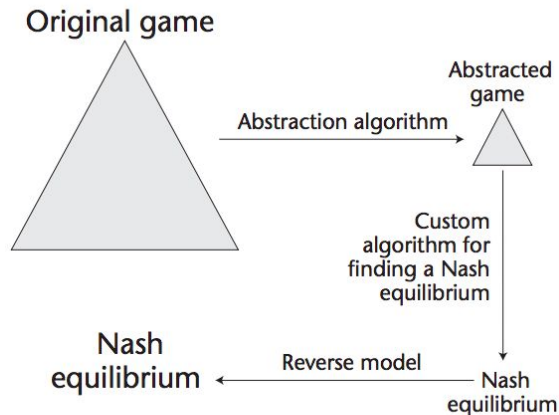 Original game
Abstracted
game
Abstraction algorithm
Custom
algorithm for
finding a Nash
equilibrium
Nash
equilibrium
Reverse model
Nash
equilibrium